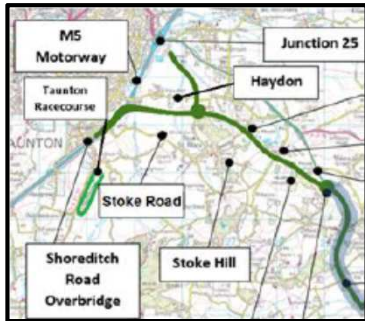 M5
Motorway
Junction 25
Taunton
Racecourse
Haydon
AUNTON
Stoke Road
Stoke Hill
Shoreditch
Road
Overbridge